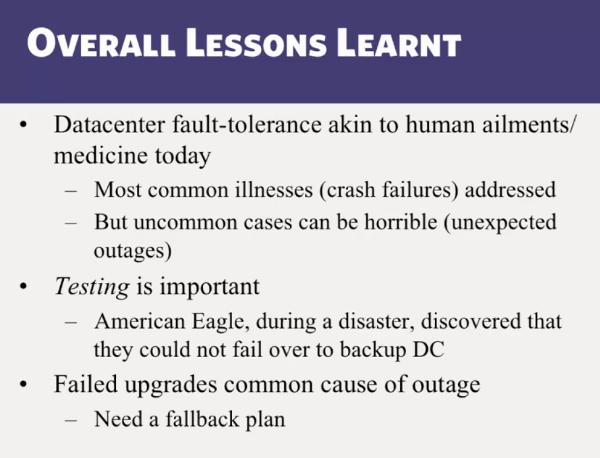 OVERALL LESSONS LEARNT
• Datacenter fault-tolerance akin to human ailments/
medicine today
– Most common illnesses (crash failures) addressed
– But uncommon cases can be horrible (unexpected
outages)
• Testing is important
– American Eagle, during a disaster, discovered that
they could not fail over to backup DC
• Failed upgrades common cause of outage
– Need a fallback plan